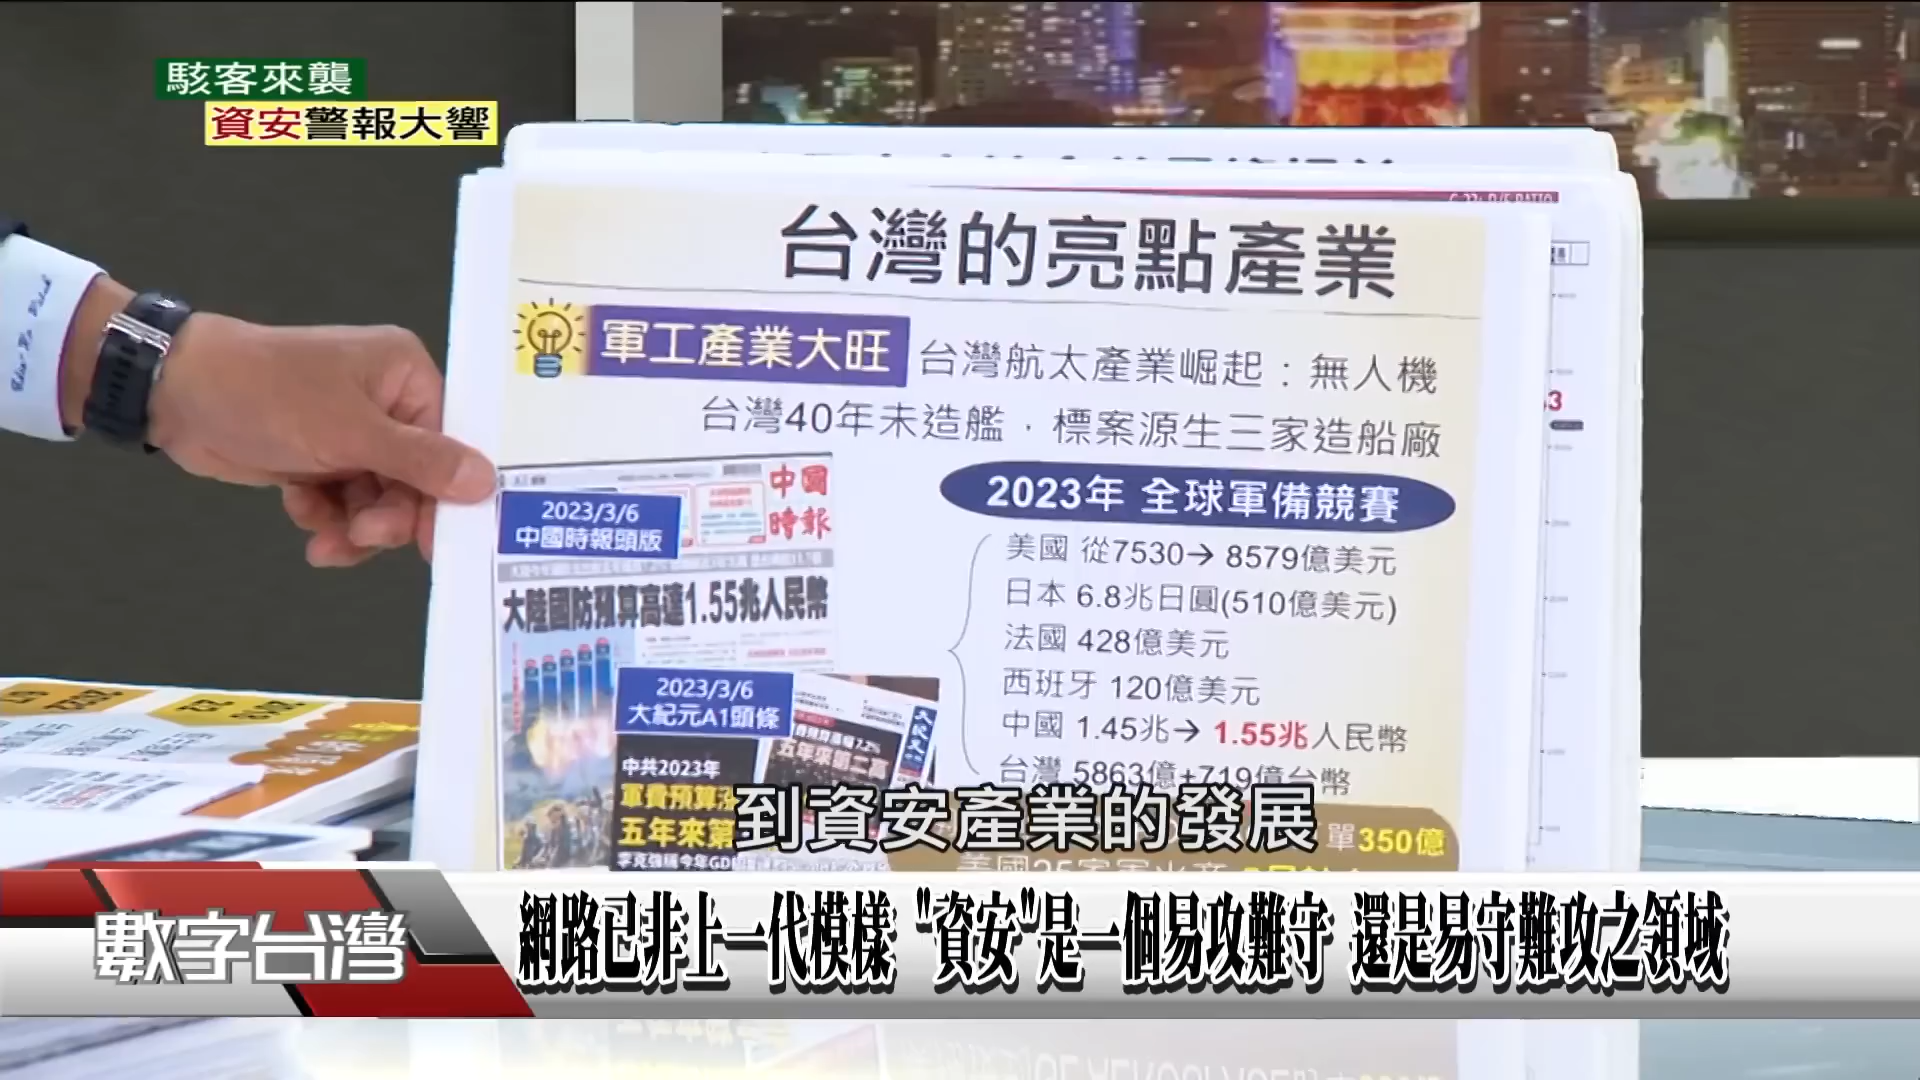 駭客來襲
資安警報大響
台灣的亮點產業
軍工產業大旺
台灣航太產業崛起：無人機
台灣40年未造艦，標案源生三家造船廠
2023年 全球軍備競賽
美國 從7530→ 8579億美元
日本 6.8兆日圓(510億美元)
法國 428億美元
西班牙 120億美元
中國 1.45兆→ 1.55兆人民幣
台灣 5863億+719億台幣
單350億
中國時報
2023/3/6
中國時報頭版
大陸國防預算高達1.55兆人民幣
2023/3/6
大紀元A1頭條
中共2023年
軍費預算
五年來第
五年來第二高
到資安產業的發展
數字台灣
網路已非上一代模樣 "資安"是一個易攻難守 還是易守難攻之領域